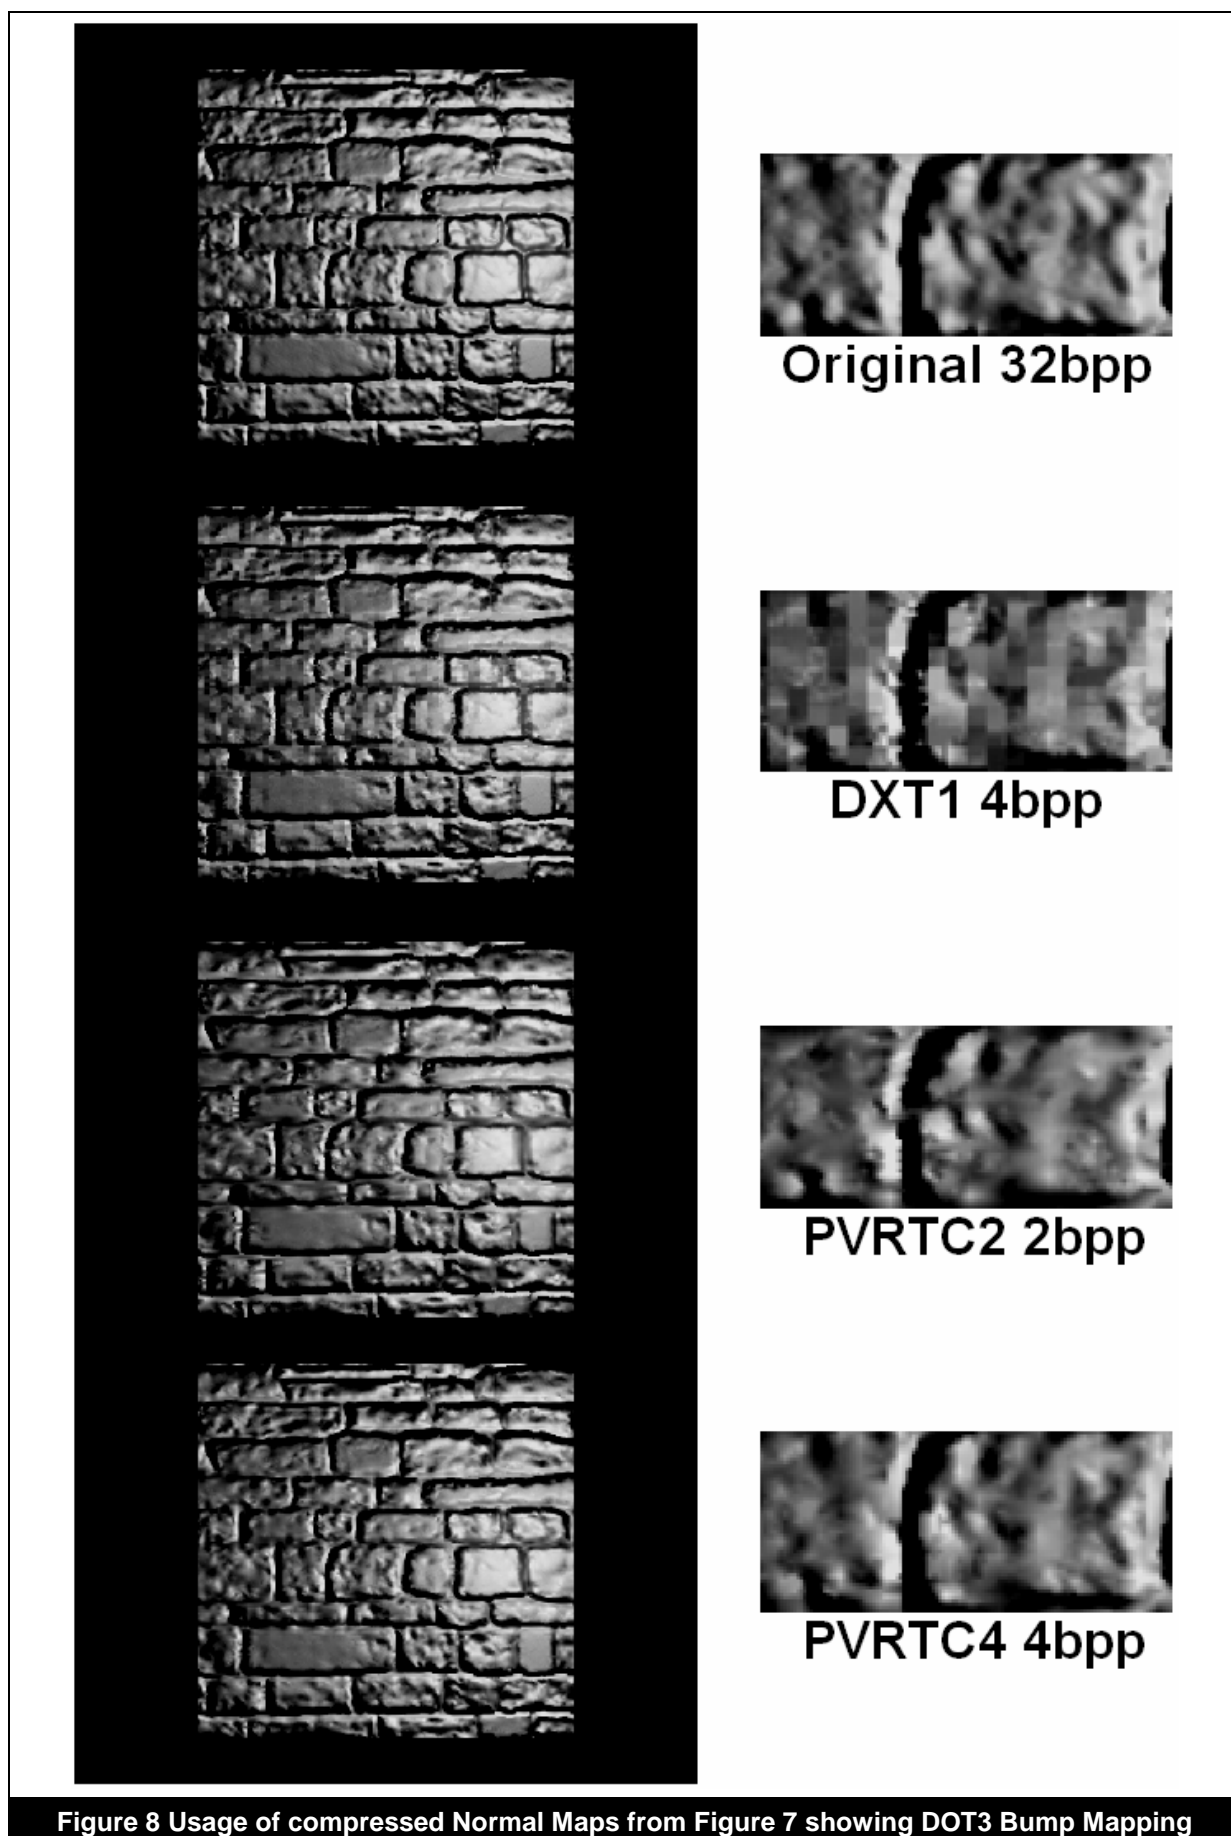 Original 32bpp
DXT1 4bpp
PVRTC2 2bpp
PVRTC4 4bpp
Figure 8 Usage of compressed Normal Maps from Figure 7 showing DOT3 Bump Mapping